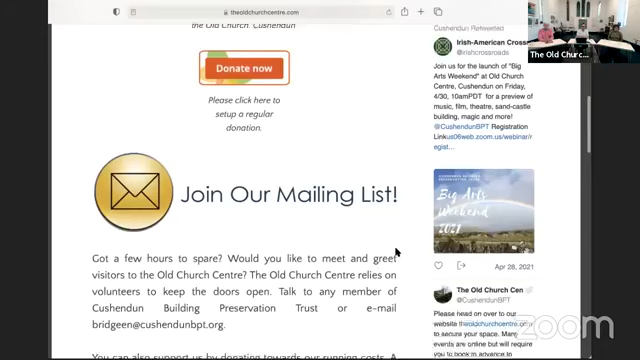 theoldchurchcentre.com
the Old Church. Cushendun
Donate now
Please click here to
setup a regular
donation.
Join Our Mailing List!
Got a few hours to spare? Would you like to meet and greet
visitors to the Old Church Centre? The Old Church Centre relies on
volunteers to keep the doors open. Talk to any member of
Cushendun Building Preservation Trust or e-mail
bridgeen@cushendunbpt.org.
You can also support us by donating towards our running costs. A
Cushendun Retweeted
Irish-American Crossr
@irishcrossroads
Join us for the launch of "Big
Arts Weekend" at Old Church
Centre, Cushendun on Friday,
4/30, 10amPDT for a preview of
music, film, theatre, sand-castle
building, magic and more!
@CushendunBPT Registration
Linkus06web.zoom.us/webinar/r
egist...
Big Arts
Weekend
2021
Apr 28, 2021
The Old Church Cen
@CushendunBPT
Please head on over to our
website theoldchurchcentre.com
to secure your space. Many
events are online but will require
you to book in advance to
The Old Churc...
zoom